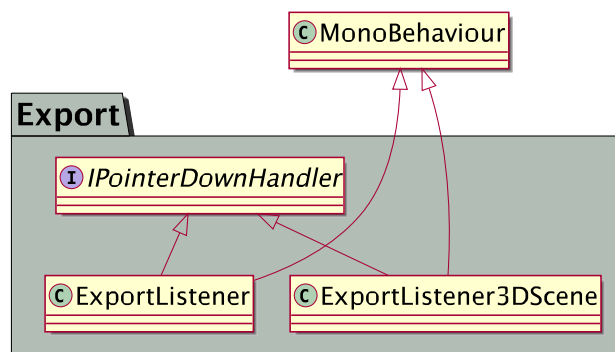 C MonoBehaviour
Export
I IPointerDownHandler
C ExportListener
C ExportListener3DScene